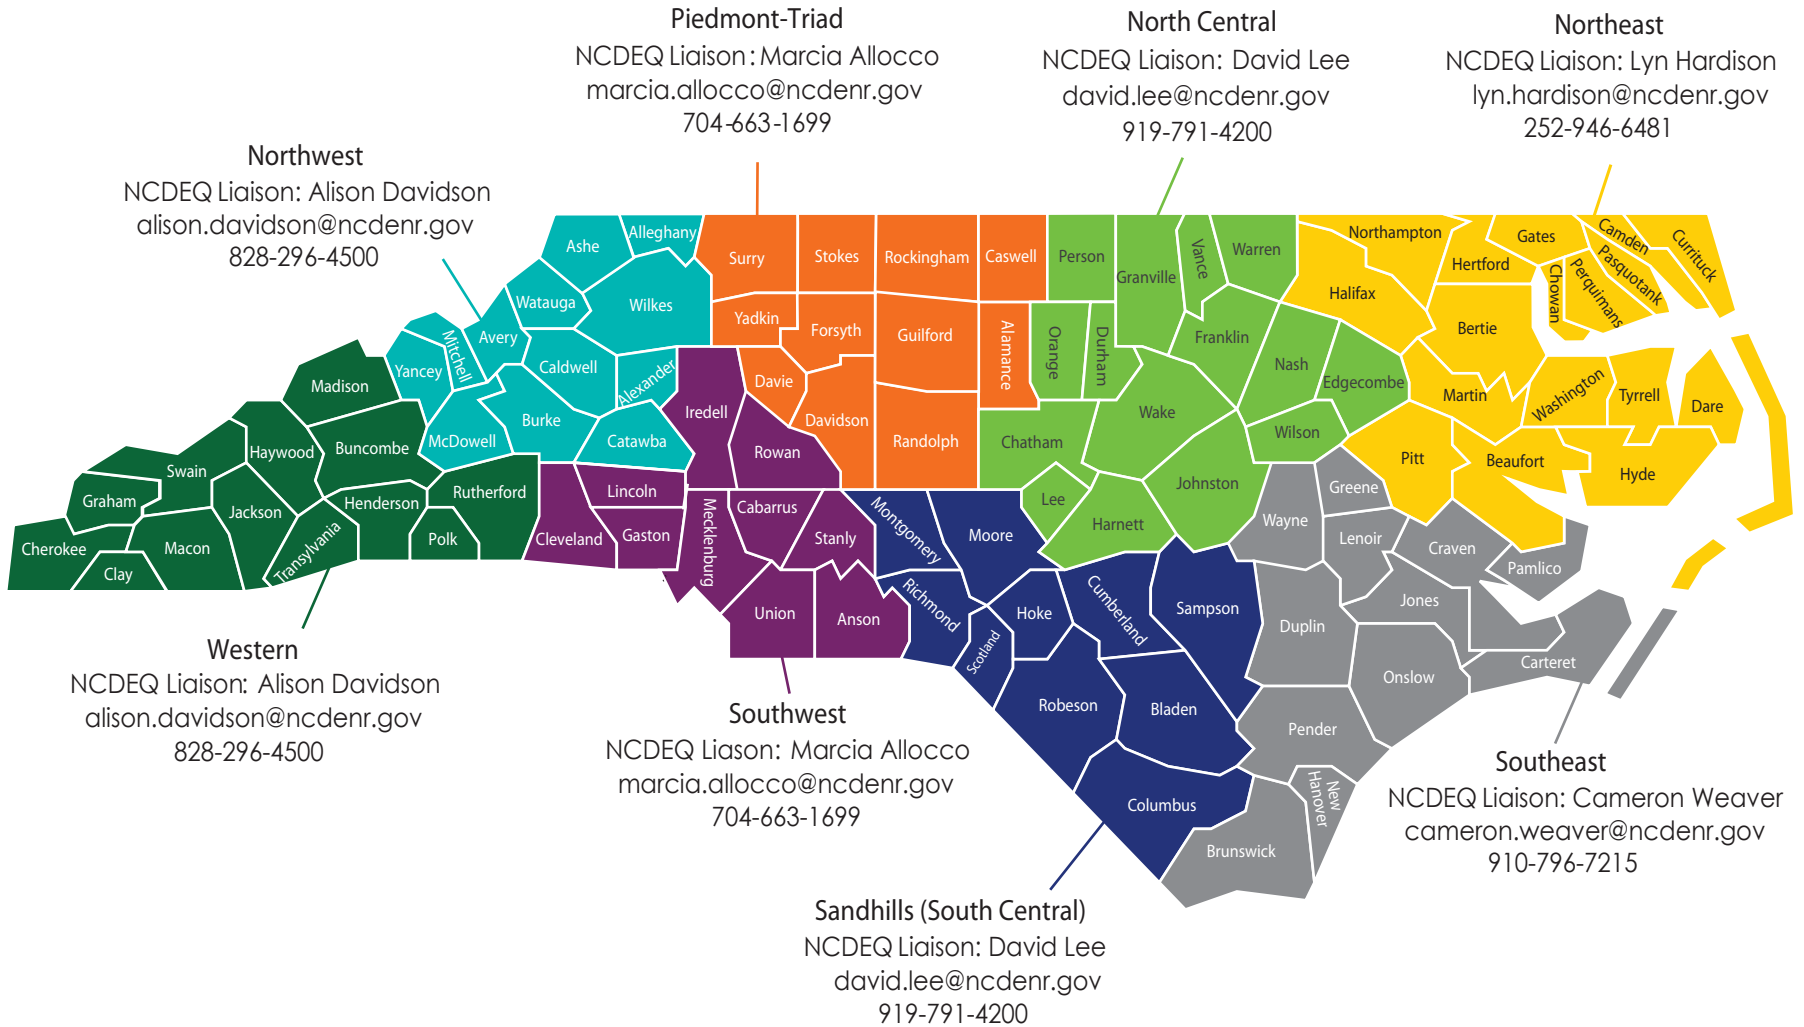 Piedmont-Triad
NCDEQ Liaison: Marcia Allocco
marcia.allocco@ncdenr.gov
704-663-1699
North Central
NCDEQ Liaison: David Lee
david.lee@ncdenr.gov
919-791-4200
Northeast
NCDEQ Liaison: Lyn Hardison
lyn.hardison@ncdenr.gov
252-946-6481
Northwest
NCDEQ Liaison: Alison Davidson
alison.davidson@ncdenr.gov
828-296-4500
Ashe
Alleghany
Surry
Stokes
Rockingham
Caswell
Person
Granville
Vance
Warren
Northampton
Gates
Camden
Currituck
Hertford
Pasquotank
Perquimans
Chowan
Halifax
Bertie
Watauga
Wilkes
Yadkin
Forsyth
Guilford
Alamance
Orange
Durham
Franklin
Nash
Edgecombe
Martin
Washington
Tyrrell
Dare
Mitchell
Avery
Yancey
Caldwell
Alexander
Davie
Iredell
Davidson
Randolph
Chatham
Wake
Wilson
Madison
Burke
McDowell
Catawba
Rowan
Pitt
Beaufort
Hyde
Buncombe
Haywood
Swain
Graham
Jackson
Henderson
Rutherford
Lincoln
Cleveland
Gaston
Mecklenburg
Cabarrus
Stanly
Montgomery
Moore
Lee
Harnett
Johnston
Wayne
Greene
Lenoir
Craven
Pamlico
Cherokee
Clay
Macon
Transylvania
Polk
Union
Anson
Richmond
Scotland
Hoke
Cumberland
Sampson
Duplin
Jones
Onslow
Carteret
Robeson
Bladen
Pender
Columbus
New
Hanover
Brunswick
Western
NCDEQ Liaison: Alison Davidson
alison.davidson@ncdenr.gov
828-296-4500
Southwest
NCDEQ Liason: Marcia Allocco
marcia.allocco@ncdenr.gov
704-663-1699
Southeast
NCDEQ Liaison: Cameron Weaver
cameron.weaver@ncdenr.gov
910-796-7215
Sandhills (South Central)
NCDEQ Liaison: David Lee
david.lee@ncdenr.gov
919-791-4200